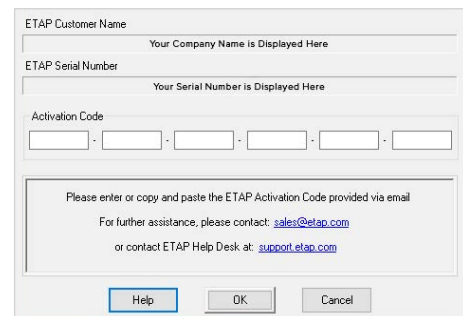 ETAP Customer Name
Your Company Name is Displayed Here
ETAP Serial Number
Your Serial Number is Displayed Here
Activation Code
- - - - -
Please enter or copy and paste the ETAP Activation Code provided via email
For further assistance, please contact: sales@etap.com
or contact ETAP Help Desk at: support.etap.com
Help OK Cancel